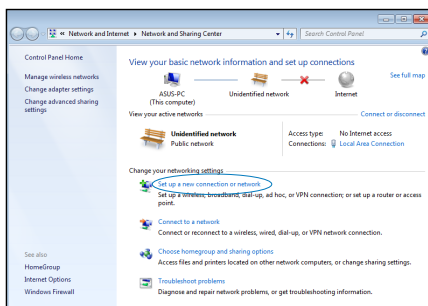 Network and Internet ▸ Network and Sharing Center
Search Control Panel
Control Panel Home
Manage wireless networks
Change adapter settings
Change advanced sharing
settings
See also
HomeGroup
Internet Options
Windows Firewall
View your basic network information and set up connections
See full map
ASUS-PC
(This computer)
Unidentified network
Internet
View your active networks
Connect or disconnect
Unidentified network
Public network
Access type: No Internet access
Connections: Local Area Connection
Change your networking settings
Set up a new connection or network
Set up a wireless, broadband, dial-up, ad hoc, or VPN connection; or set up a router or access
point.
Connect to a network
Connect or reconnect to a wireless, wired, dial-up, or VPN network connection.
Choose homegroup and sharing options
Access files and printers located on other network computers, or change sharing settings.
Troubleshoot problems
Diagnose and repair network problems, or get troubleshooting information.